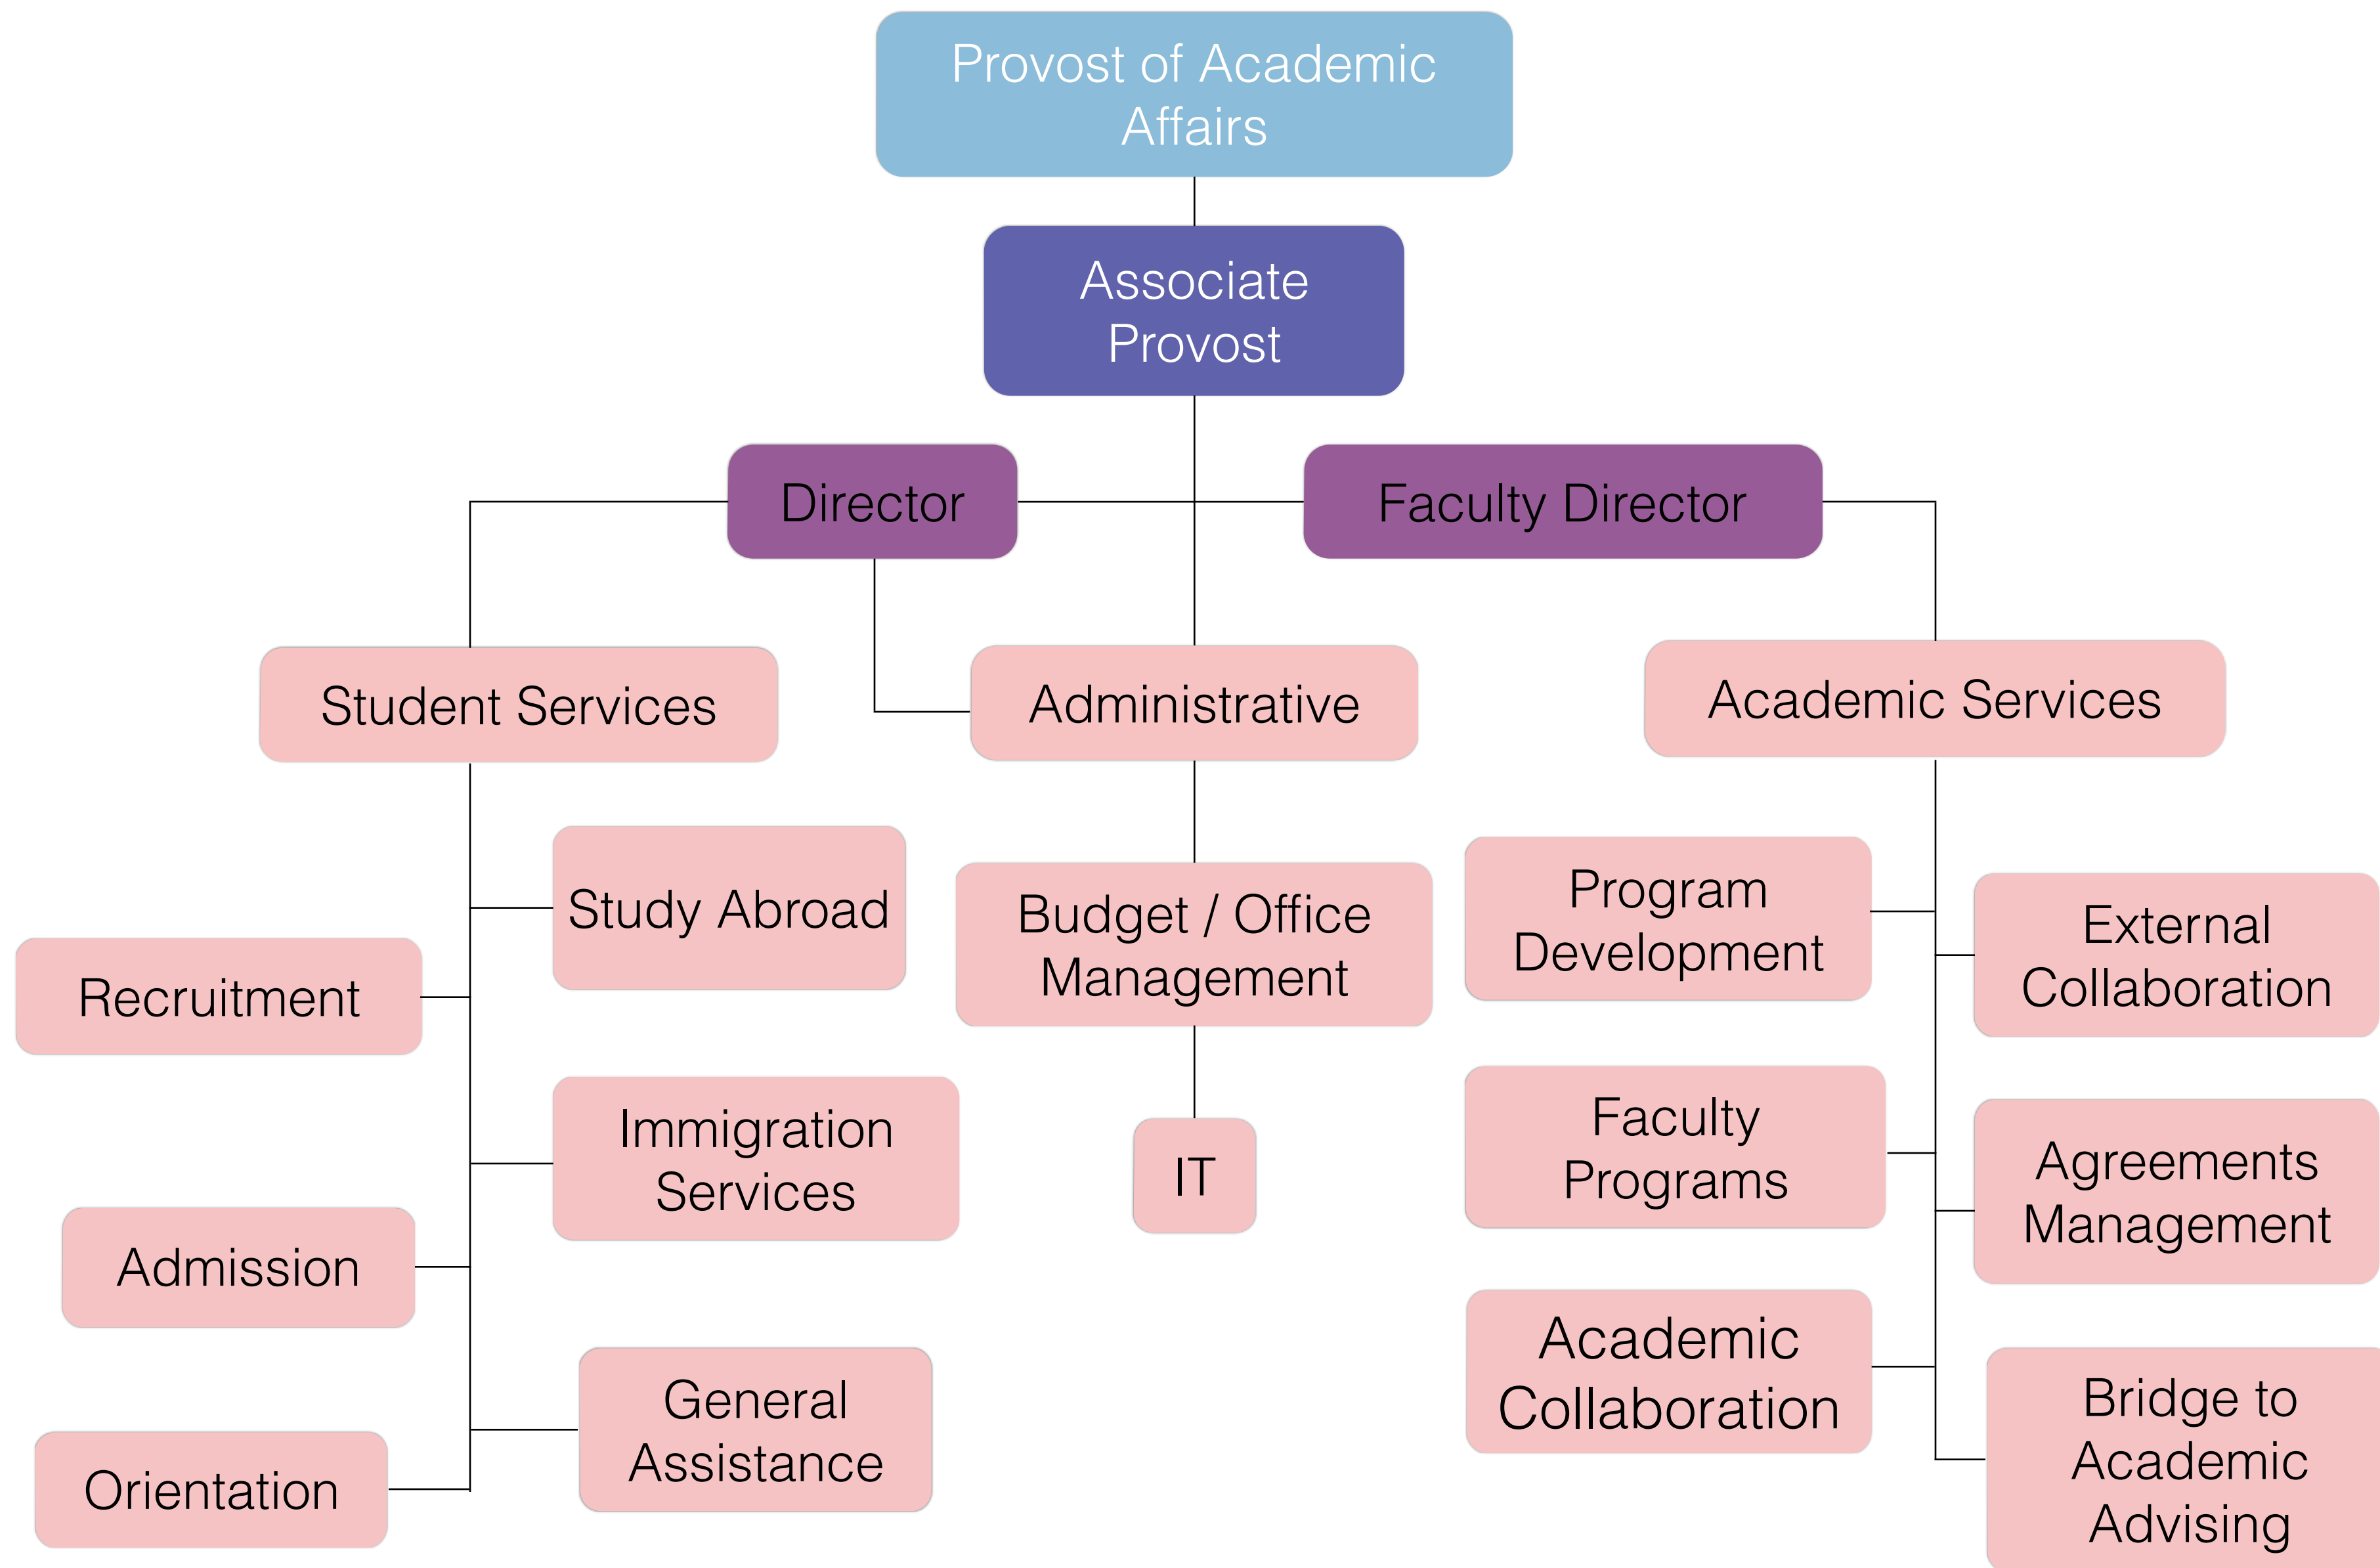 Provost of Academic
Affairs
Associate
Provost
Director
Faculty Director
Student Services
Administrative
Academic Services
Study Abroad
Recruitment
Immigration
Services
Admission
General
Assistance
Orientation
Budget / Office
Management
IT
Program
Development
External
Collaboration
Faculty
Programs
Agreements
Management
Academic
Collaboration
Bridge to
Academic
Advising